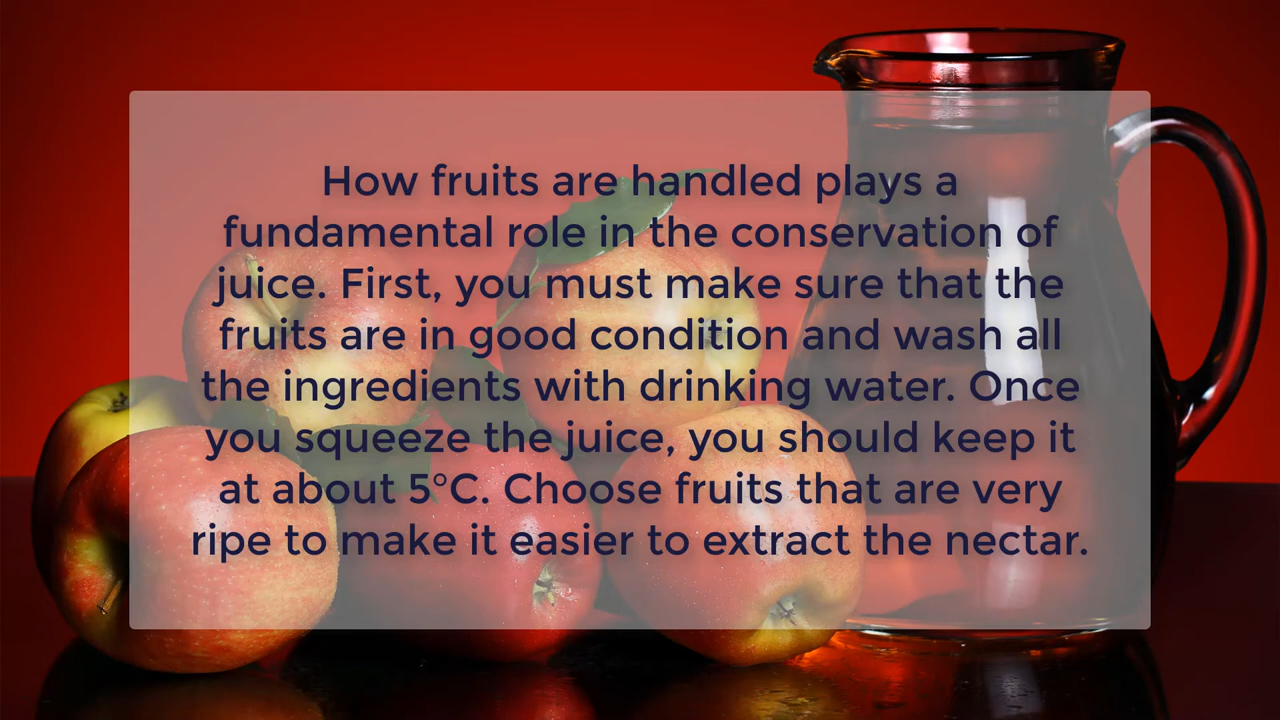 How fruits are handled plays a
fundamental role in the conservation of
juice. First, you must make sure that the
fruits are in good condition and wash all
the ingredients with drinking water. Once
you squeeze the juice, you should keep it
at about 5°C. Choose fruits that are very
ripe to make it easier to extract the nectar.